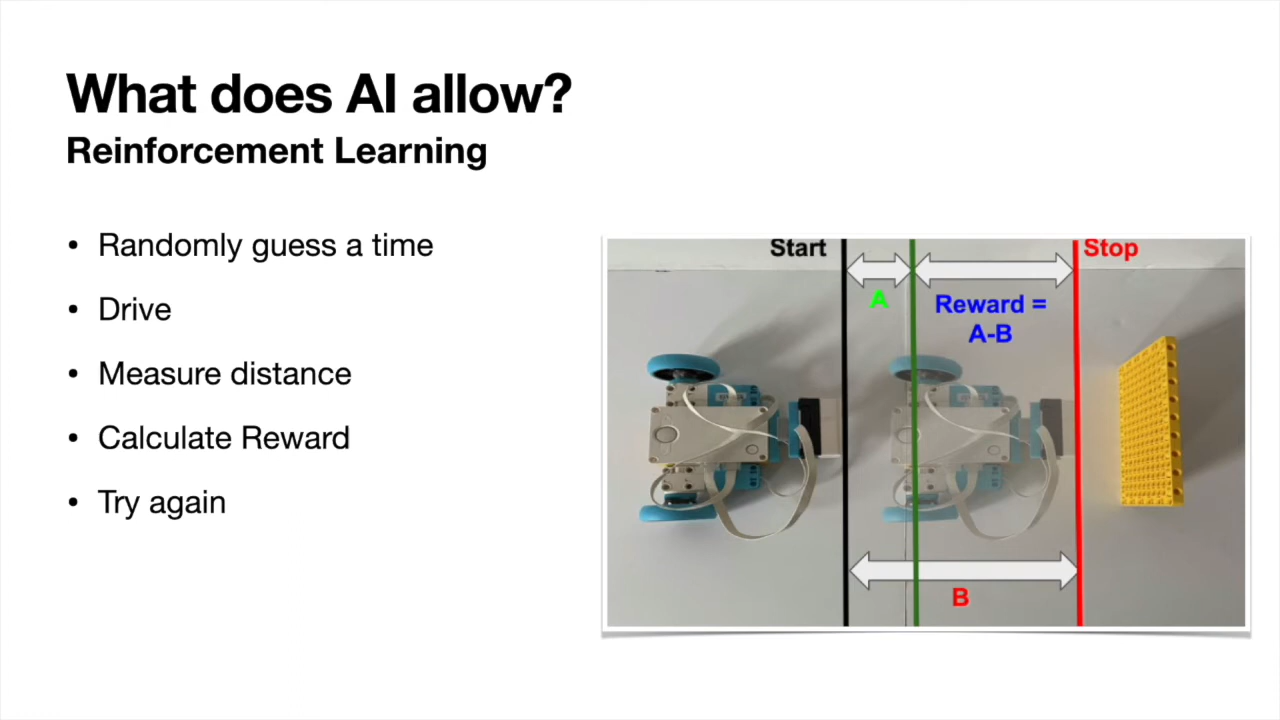 What does AI allow?
Reinforcement Learning
• Randomly guess a time
• Drive
• Measure distance
• Calculate Reward
• Try again
Start
Stop
A
Reward =
A-B
B